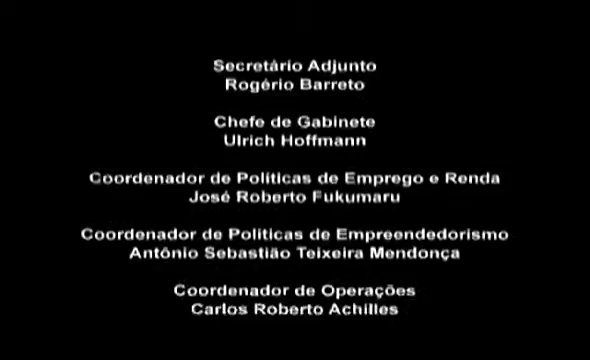 Secretário Adjunto
Rogério Barreto
Chefe de Gabinete
Ulrich Hoffmann
Coordenador de Políticas de Emprego e Renda
José Roberto Fukumaru
Coordenador de Políticas de Empreendedorismo
Antônio Sebastião Teixeira Mendonça
Coordenador de Operações
Carlos Roberto Achilles